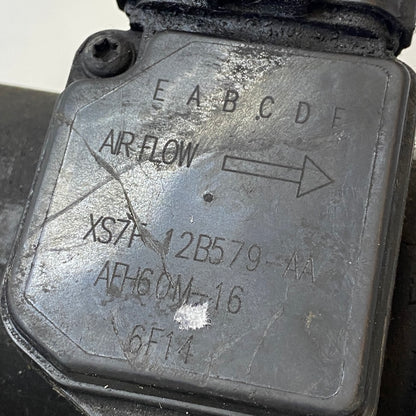 E A B C D F
AIR FLOW
XS7F 12B579-AA
AFH60M-16
6F14